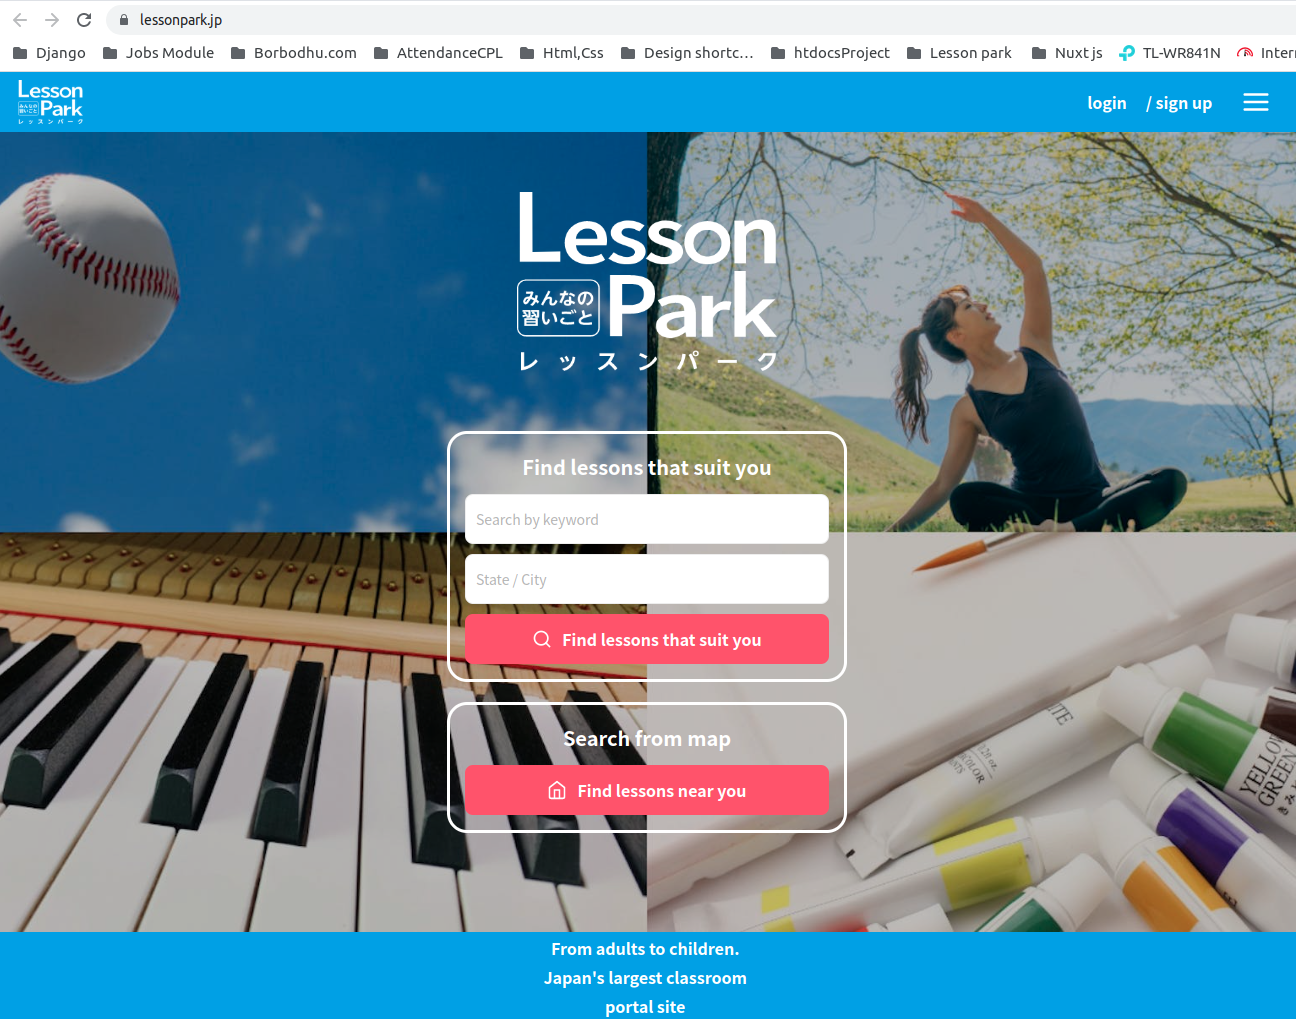 lessonpark.jp
Django Jobs Module Borbodhu.com AttendanceCPL Html,Css Design shortc... htdocsProject Lesson park Nuxt js TL-WR841N Inter
Lesson
みんなの
習いごと
Park
レッスンパーク
login / sign up
Lesson
みんなの
習いごと
Park
レッスンパーク
Find lessons that suit you
Search by keyword
State / City
Find lessons that suit you
Search from map
Find lessons near you
YELLOW
GREEN
From adults to children.
Japan's largest classroom
portal site